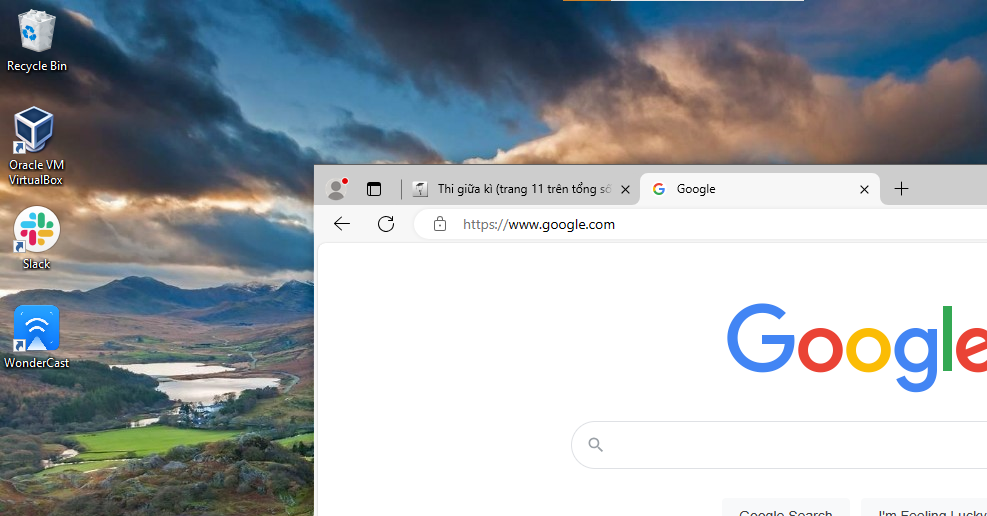 Recycle Bin
Oracle VM
VirtualBox
Slack
WonderCast
Thi giữa kì (trang 11 trên tổng số
Google
https://www.google.com
Google
Google Search
I'm Feeling Lucky